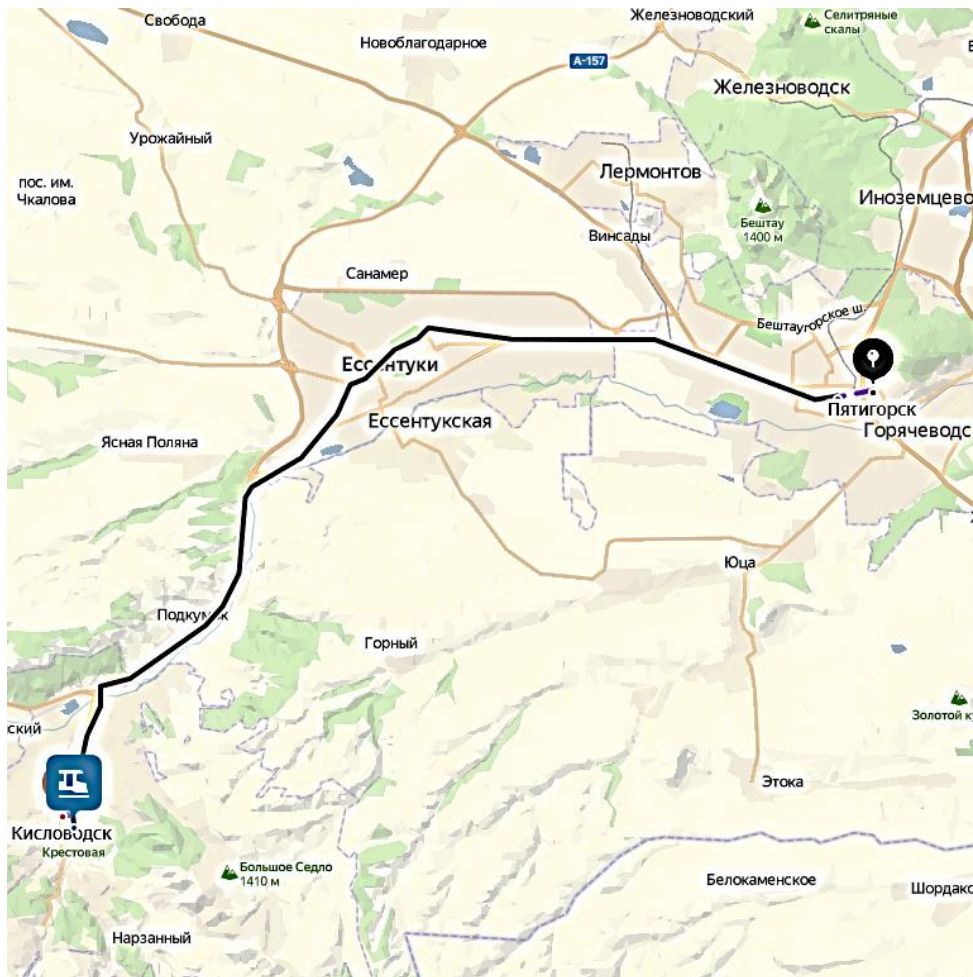 Свобода
Железноводский
Селитряные
скалы
Новоблагодарное
А-157
Железноводск
Урожайный
Лермонтов
пос. им.
Чкалова
Иноземцево
Бештау
1400 м
Винсады
Санамер
Бештаугорское ш.
Ессентуки
Пятигорск
Ессентукская
Горячеводс
Ясная Поляна
Юца
Подкумок
Горный
Золотой ку
ский
Этока
Кисловодск
Крестовая
Большое Седло
1410 м
Белокаменское
Шордако
Нарзанный